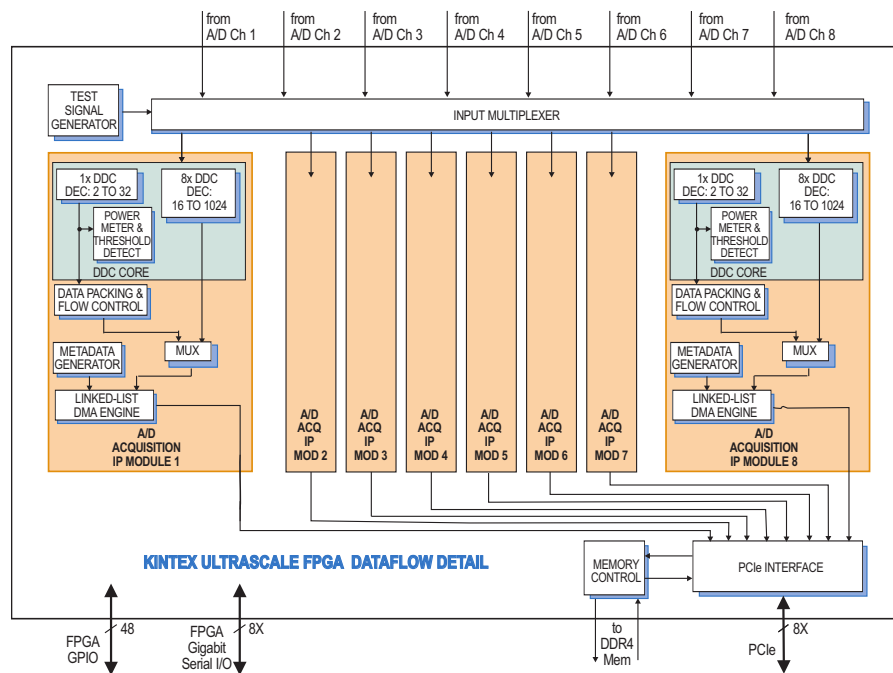 from
A/D Ch 1
from
A/D Ch 2
from
A/D Ch 3
from
A/D Ch 4
from
A/D Ch 5
from
A/D Ch 6
from
A/D Ch 7
from
A/D Ch 8
TEST
SIGNAL
GENERATOR
INPUT MULTIPLEXER
1x DDC
DEC: 2 TO 32
8x DDC
DEC:
16 TO 1024
POWER
METER &
THRESHOLD
DETECT
DDC CORE
DATA PACKING &
FLOW CONTROL
METADATA
GENERATOR
MUX
LINKED-LIST
DMA ENGINE
A/D
ACQUISITION
IP MODULE 1
A/D
ACQ
IP
MOD 2
A/D
ACQ
IP
MOD 3
A/D
ACQ
IP
MOD 4
A/D
ACQ
IP
MOD 5
A/D
ACQ
IP
MOD 6
A/D
ACQ
IP
MOD 7
1x DDC
DEC: 2 TO 32
8x DDC
DEC:
16 TO 1024
POWER
METER &
THRESHOLD
DETECT
DDC CORE
DATA PACKING &
FLOW CONTROL
METADATA
GENERATOR
MUX
LINKED-LIST
DMA ENGINE
A/D
ACQUISITION
IP MODULE 8
KINTEX ULTRASCALE FPGA DATAFLOW DETAIL
MEMORY
CONTROL
PCIe INTERFACE
48
FPGA
GPIO
8X
FPGA
Gigabit
Serial I/O
to
DDR4
Mem
8X
PCIe